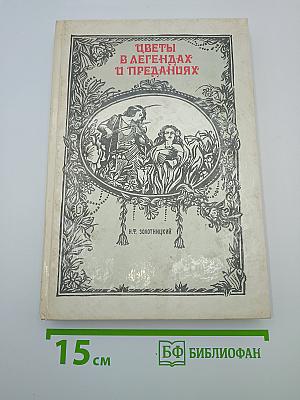 ЦВЕТЫ
В ЛЕГЕНДАХ
И ПРЕДАНИЯХ
Н.Ф. ЗОЛОТНИЦКИЙ
15 см
БФ БИБЛИОФАН